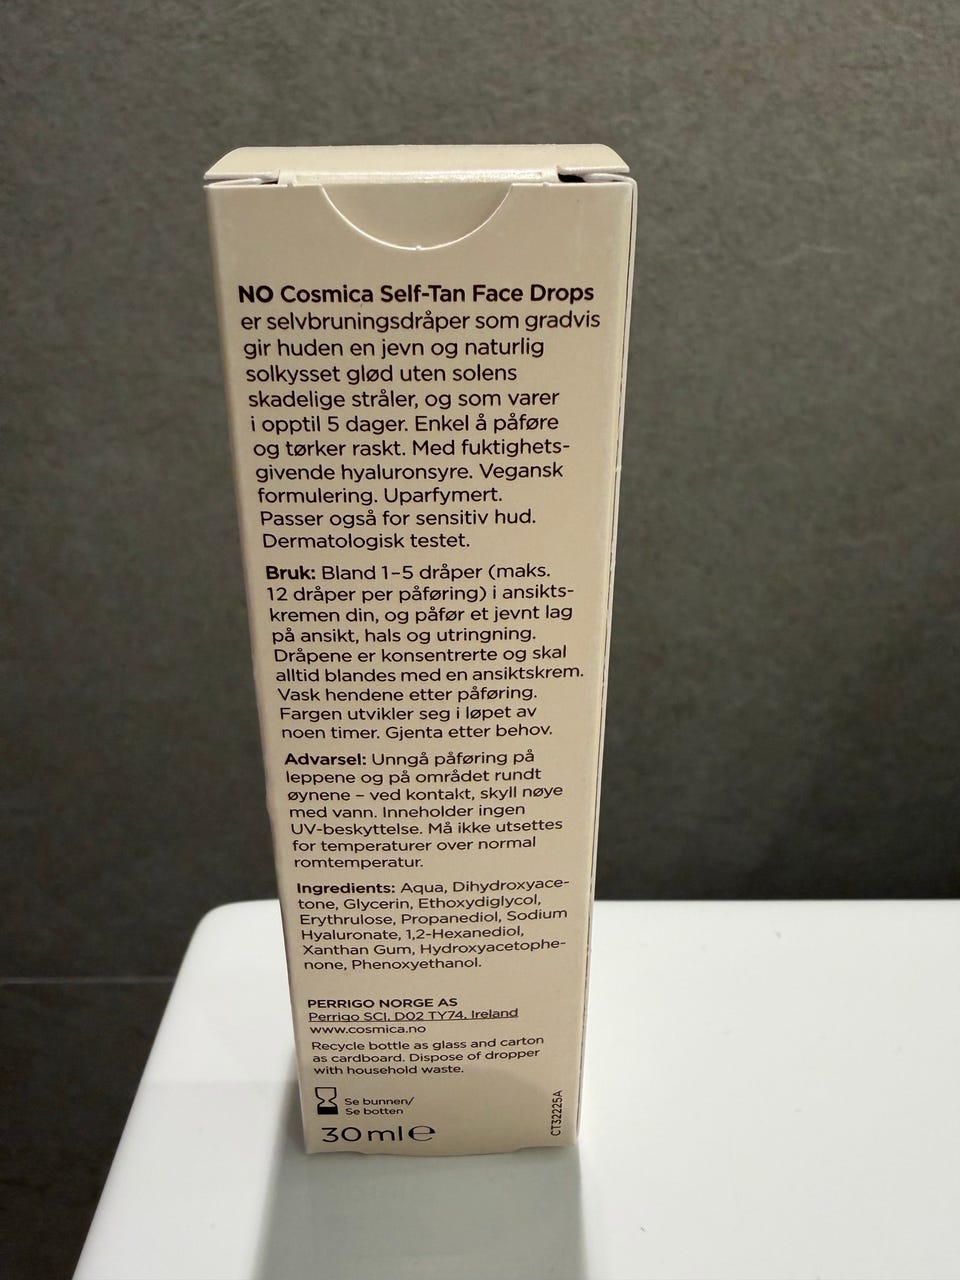 NO Cosmica Self-Tan Face Drops
er selvbruningsdråper som gradvis
gir huden en jevn og naturlig
solkysset glød uten solens
skadelige stråler, og som varer
i opptil 5 dager. Enkel å påføre
og tørker raskt. Med fuktighets-
givende hyaluronsyre. Vegansk
formulering. Uparfymert.
Passer også for sensitiv hud.
Dermatologisk testet.
Bruk: Bland 1–5 dråper (maks.
12 dråper per påføring) i ansikts-
kremen din, og påfør et jevnt lag
på ansikt, hals og utringning.
Dråpene er konsentrerte og skal
alltid blandes med en ansiktskrem.
Vask hendene etter påføring.
Fargen utvikler seg i løpet av
noen timer. Gjenta etter behov.
Advarsel: Unngå påføring på
leppene og på området rundt
øynene – ved kontakt, skyll nøye
med vann. Inneholder ingen
UV-beskyttelse. Må ikke utsettes
for temperaturer over normal
romtemperatur.
Ingredients: Aqua, Dihydroxyace-
tone, Glycerin, Ethoxydiglycol,
Erythrulose, Propanediol, Sodium
Hyaluronate, 1,2-Hexanediol,
Xanthan Gum, Hydroxyacetophe-
none, Phenoxyethanol.
PERRIGO NORGE AS
Perrigo SCI, D02 TY74, Ireland
www.cosmica.no
Recycle bottle as glass and carton
as cardboard. Dispose of dropper
with household waste.
Se bunnen/
Se botten
30 ml e
CT32225A